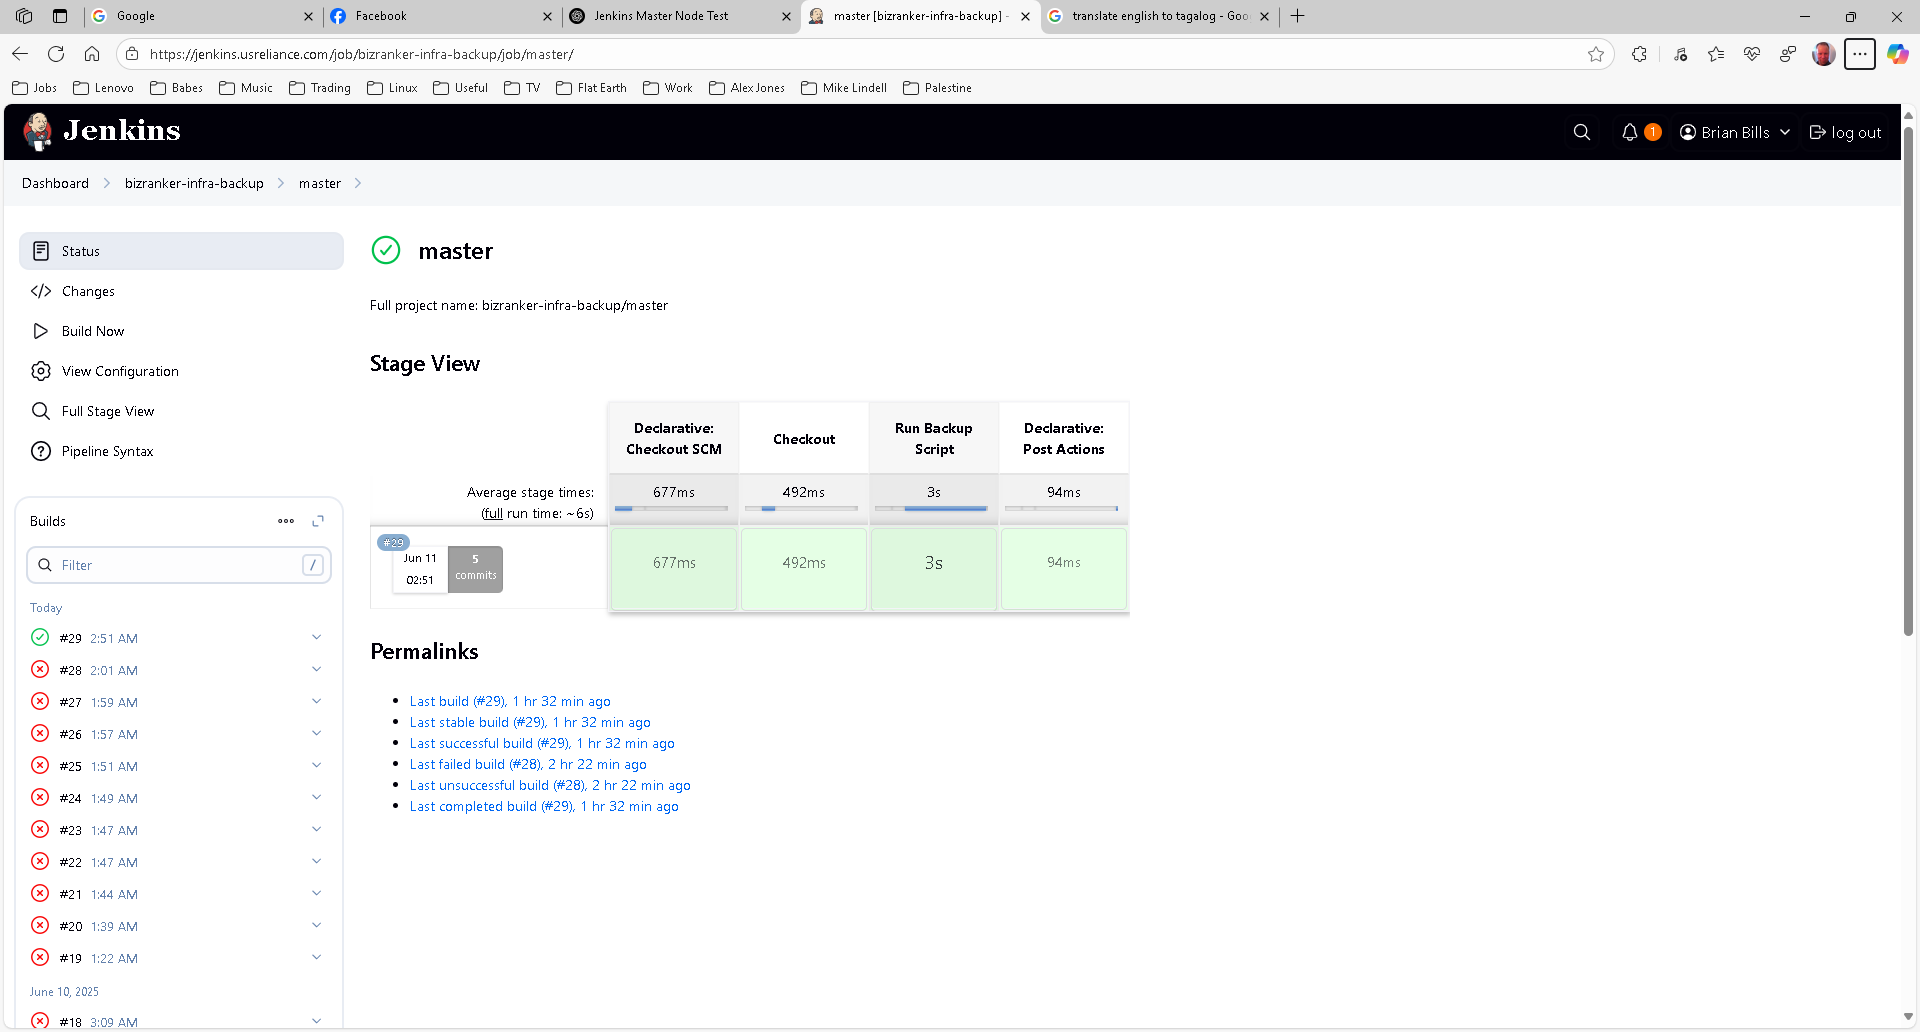 Google
Facebook
Jenkins Master Node Test
master [bizranker-infra-backup] -
translate english to tagalog - Goo
https://jenkins.usreliance.com/job/bizranker-infra-backup/job/master/
Jobs
Lenovo
Babes
Music
Trading
Linux
Useful
TV
Flat Earth
Work
Alex Jones
Mike Lindell
Palestine
Jenkins
1
Brian Bills
log out
Dashboard
bizranker-infra-backup
master
Status
Changes
Build Now
View Configuration
Full Stage View
Pipeline Syntax
Builds
Filter
/
Today
#29 2:51 AM
#28 2:01 AM
#27 1:59 AM
#26 1:57 AM
#25 1:51 AM
#24 1:49 AM
#23 1:47 AM
#22 1:47 AM
#21 1:44 AM
#20 1:39 AM
#19 1:22 AM
June 10, 2025
#18 3:09 AM
master
Full project name: bizranker-infra-backup/master
Stage View
Declarative:
Checkout SCM
Checkout
Run Backup
Script
Declarative:
Post Actions
Average stage times:
(full run time: ~6s)
677ms
492ms
3s
94ms
#29
Jun 11
02:51
5
commits
677ms
492ms
3s
94ms
Permalinks
Last build (#29), 1 hr 32 min ago
Last stable build (#29), 1 hr 32 min ago
Last successful build (#29), 1 hr 32 min ago
Last failed build (#28), 2 hr 22 min ago
Last unsuccessful build (#28), 2 hr 22 min ago
Last completed build (#29), 1 hr 32 min ago